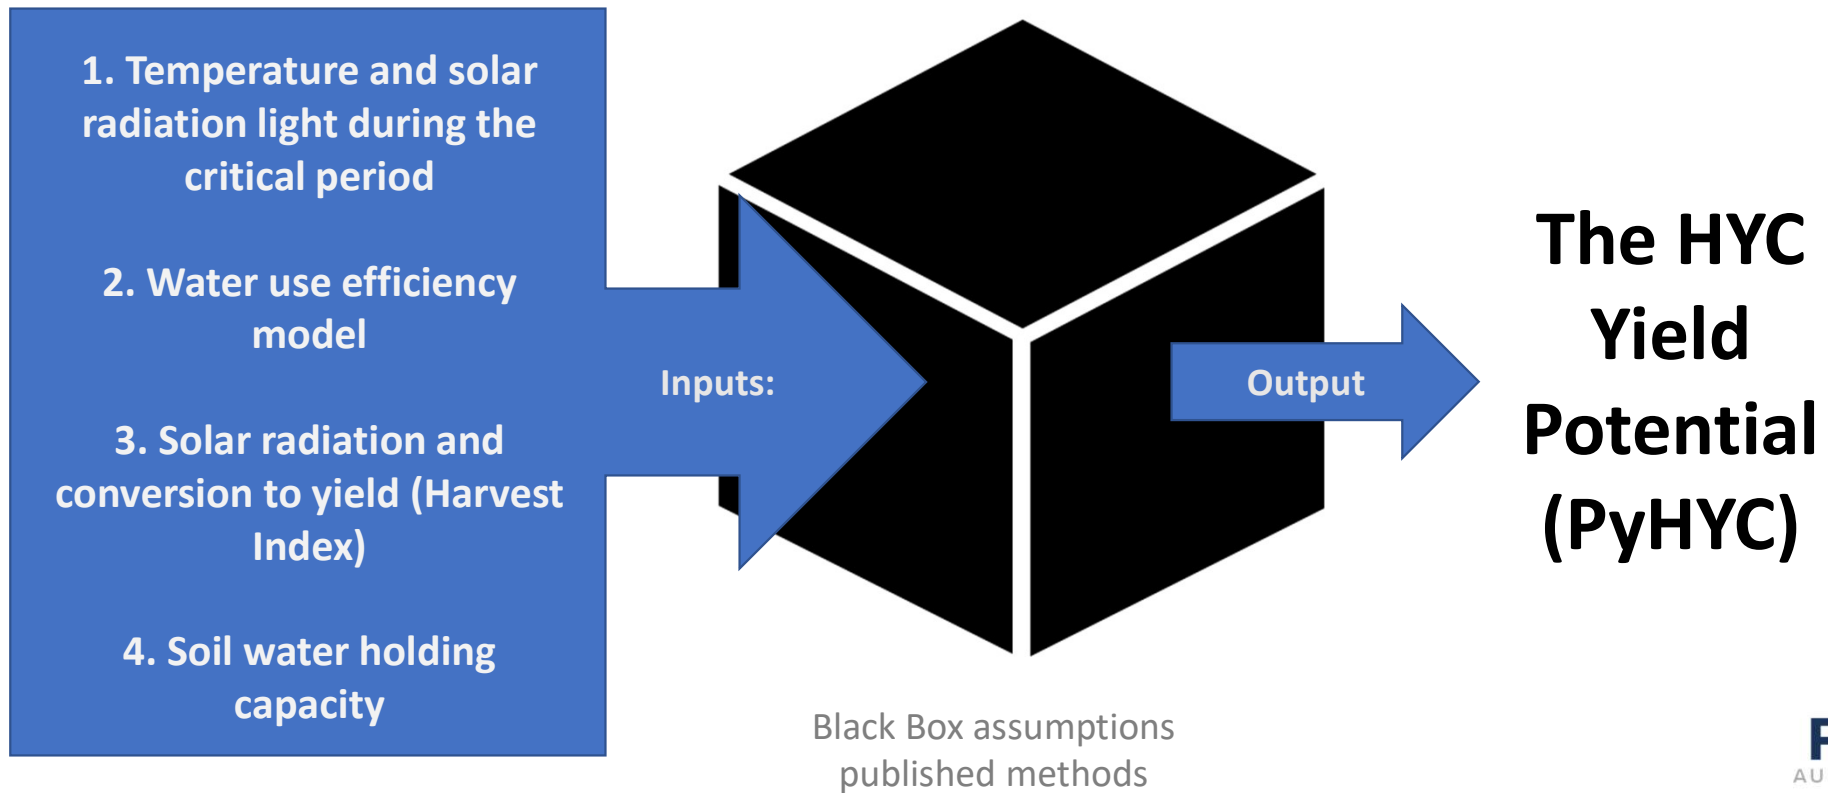 1. Temperature and solar
radiation light during the
critical period
2. Water use efficiency
model
3. Solar radiation and
conversion to yield (Harvest
Index)
4. Soil water holding
capacity
Inputs:
Output
The HYC
Yield
Potential
(PyHYC)
Black Box assumptions
published methods